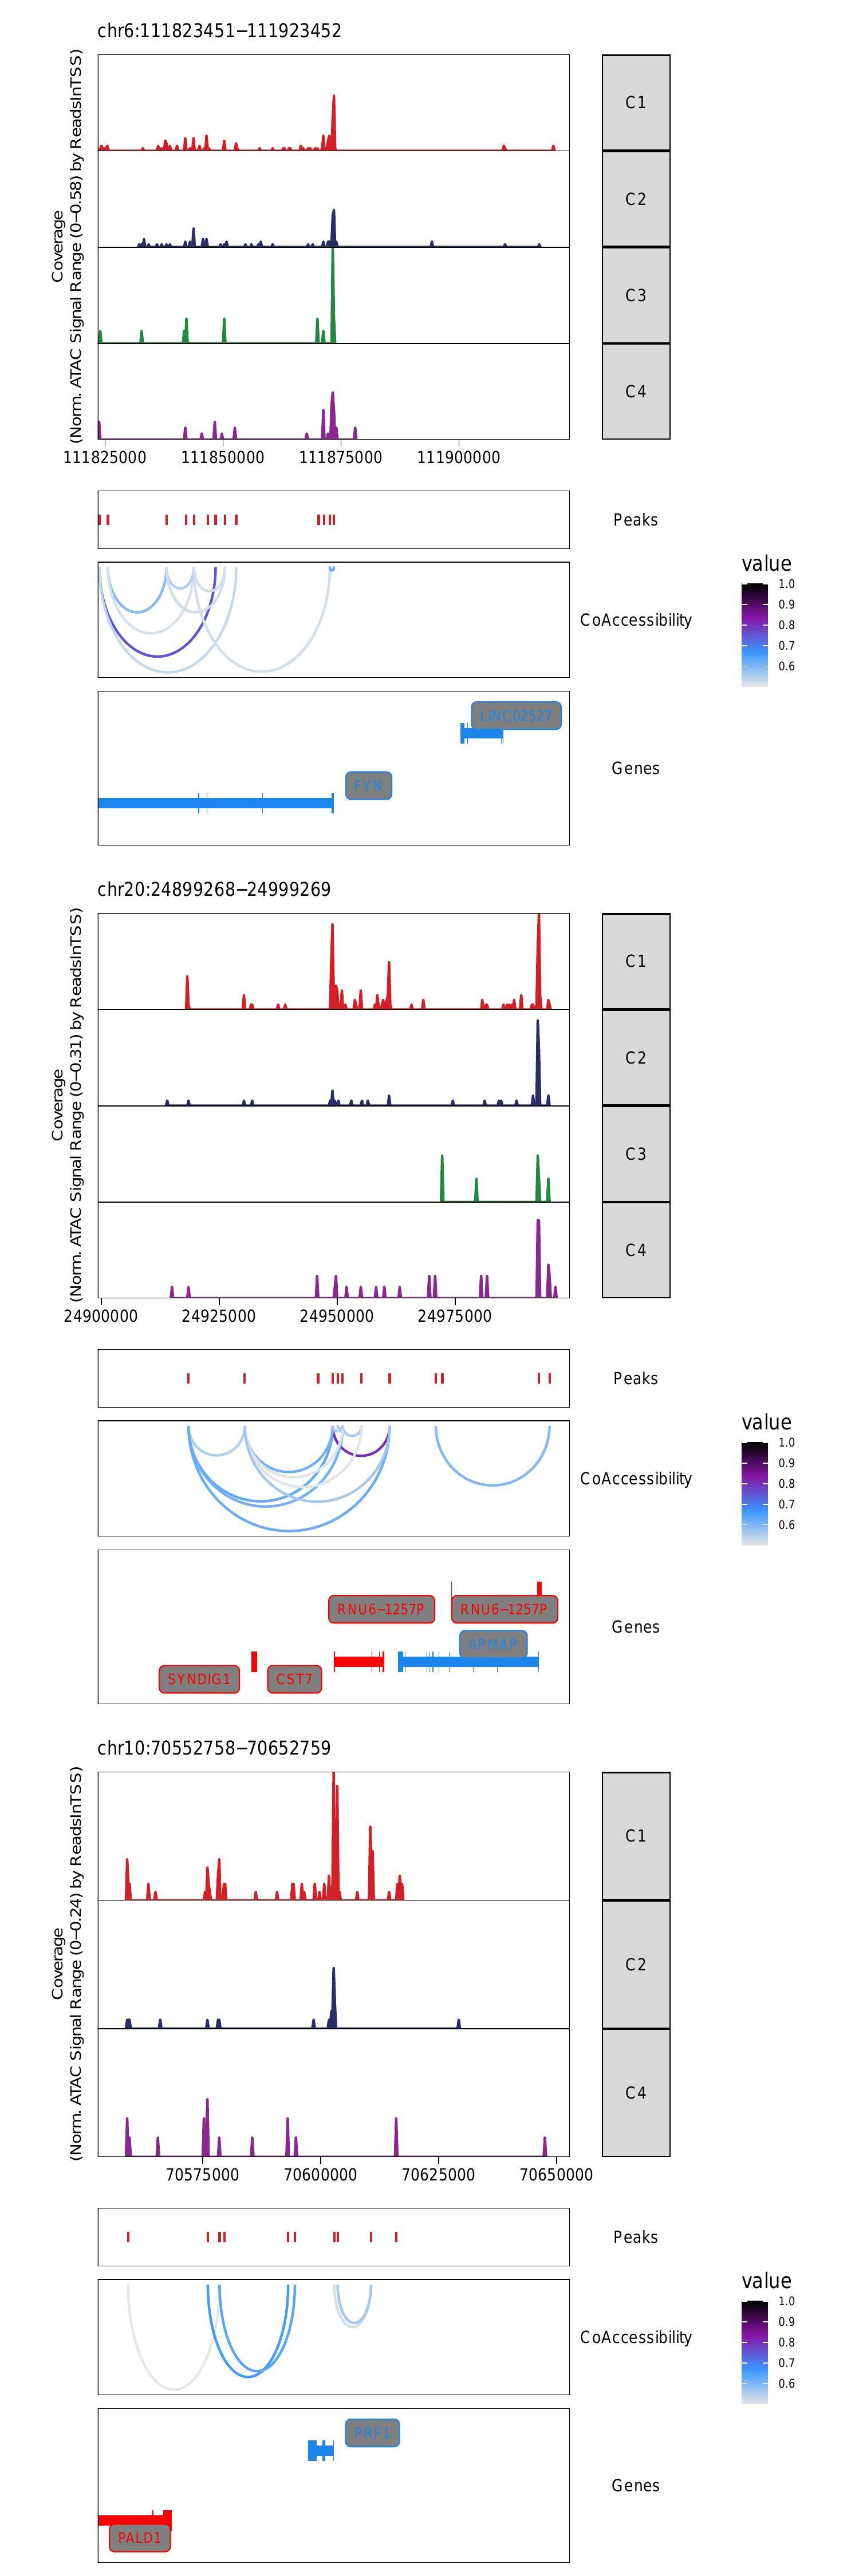 chr6:111823451−111923452
Coverage
(Norm. ATAC Signal Range (0−0.58) by ReadsInTSS)
C1
C2
C3
C4
111825000 111850000 111875000 111900000
Peaks
CoAccessibility
value
1.0
0.9
0.8
0.7
0.6
LINC02527
FYN
Genes
chr20:24899268−24999269
Coverage
(Norm. ATAC Signal Range (0−0.31) by ReadsInTSS)
C1
C2
C3
C4
24900000 24925000 24950000 24975000
Peaks
CoAccessibility
value
1.0
0.9
0.8
0.7
0.6
RNU6−1257P RNU6−1257P
Genes
APMAP
SYNDIG1 CST7
chr10:70552758−70652759
Coverage
(Norm. ATAC Signal Range (0−0.24) by ReadsInTSS)
C1
C2
C4
70575000 70600000 70625000 70650000
Peaks
CoAccessibility
value
1.0
0.9
0.8
0.7
0.6
PRF1
Genes
PALD1